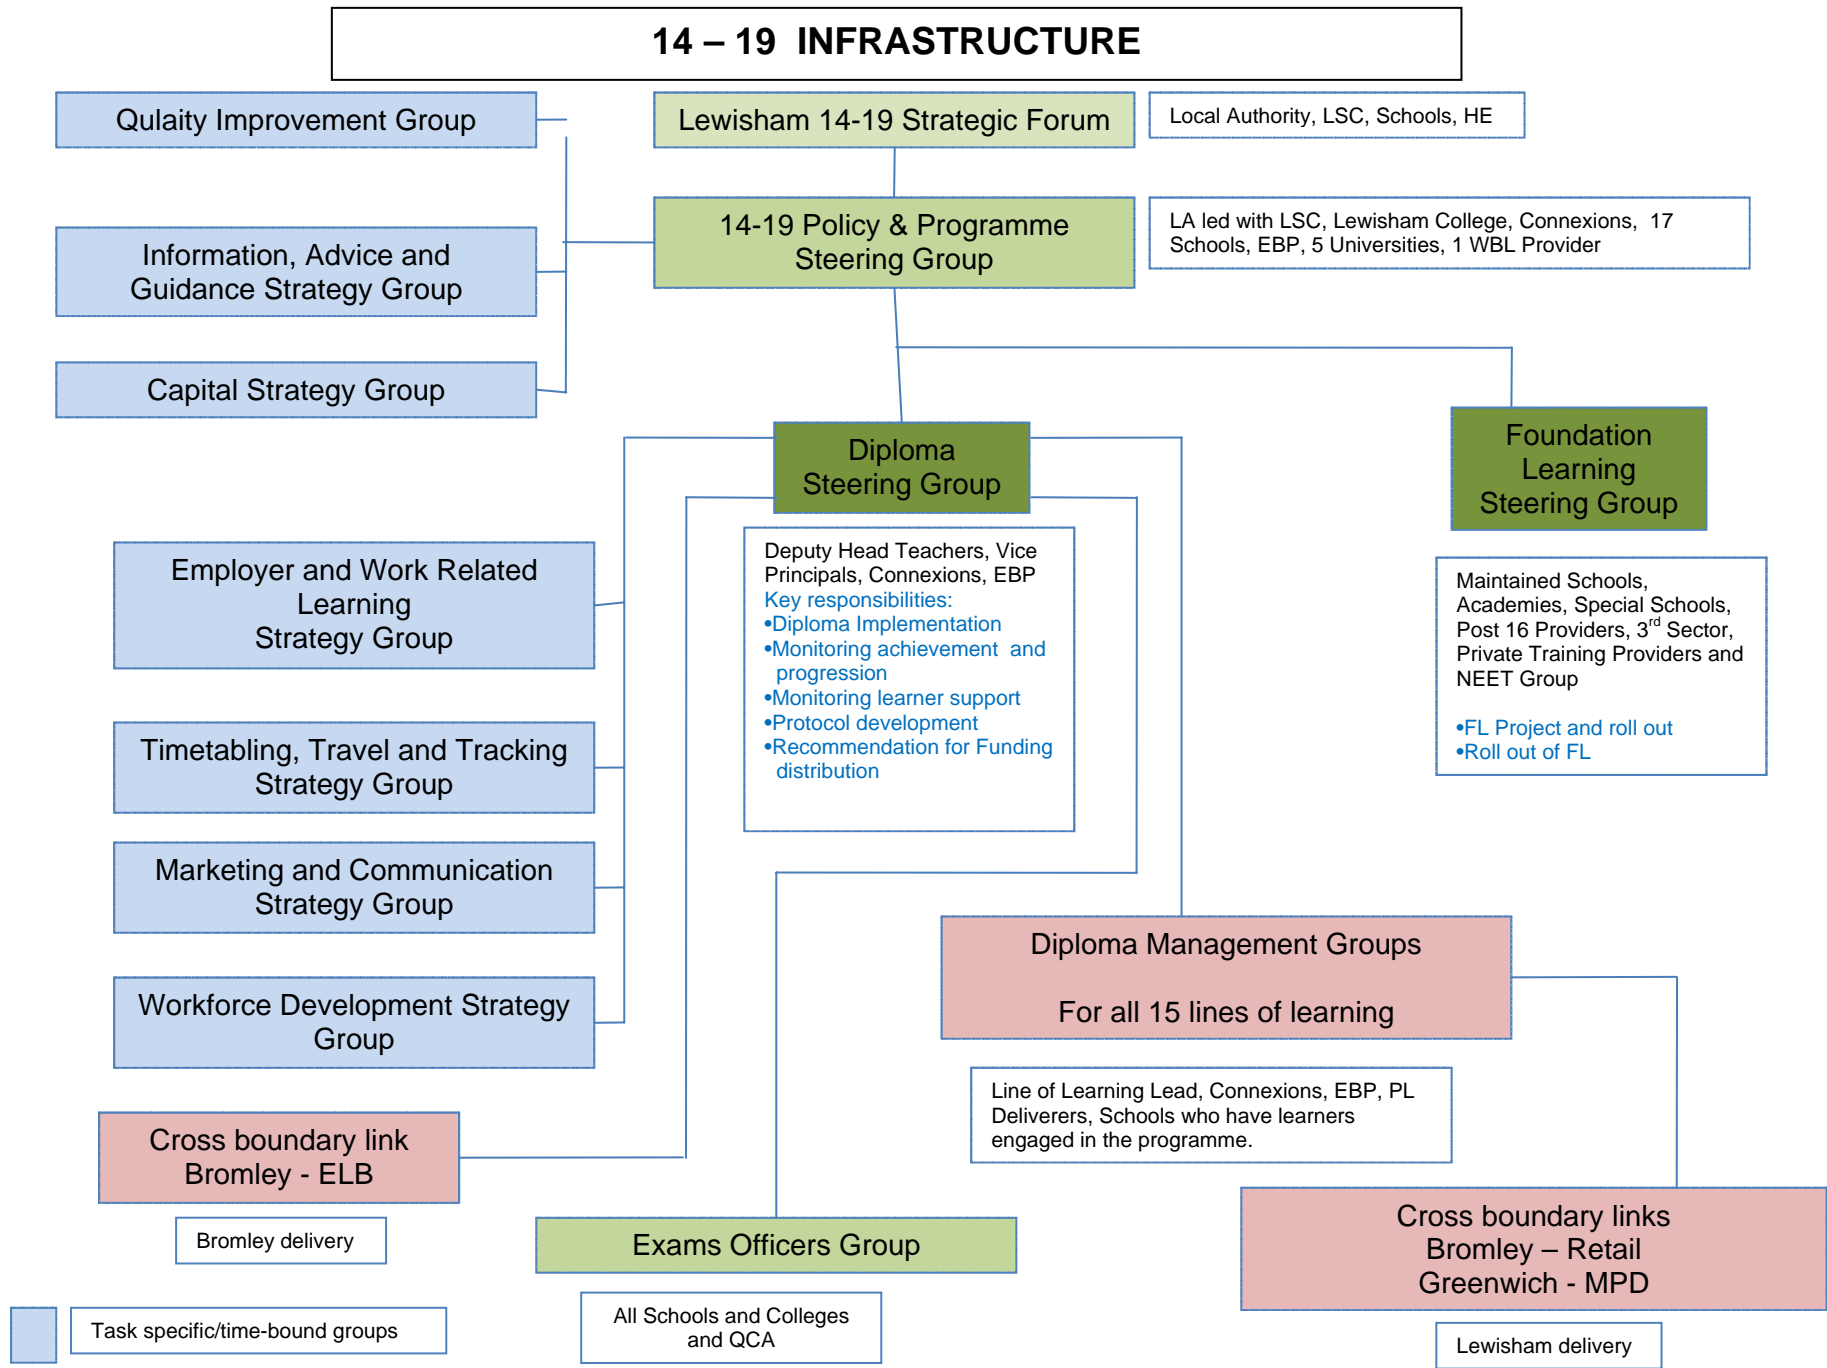 14 – 19 INFRASTRUCTURE
Qulaity Improvement Group
Lewisham 14-19 Strategic Forum
Local Authority, LSC, Schools, HE
14-19 Policy & Programme
Steering Group
LA led with LSC, Lewisham College, Connexions, 17
Schools, EBP, 5 Universities, 1 WBL Provider
Information, Advice and
Guidance Strategy Group
Capital Strategy Group
Diploma
Steering Group
Foundation
Learning
Steering Group
Deputy Head Teachers, Vice
Principals, Connexions, EBP
Key responsibilities:
•Diploma Implementation
•Monitoring achievement and
progression
•Monitoring learner support
•Protocol development
•Recommendation for Funding
distribution
Maintained Schools,
Academies, Special Schools,
Post 16 Providers, 3rd Sector,
Private Training Providers and
NEET Group
•FL Project and roll out
•Roll out of FL
Employer and Work Related
Learning
Strategy Group
Timetabling, Travel and Tracking
Strategy Group
Marketing and Communication
Strategy Group
Workforce Development Strategy
Group
Diploma Management Groups
For all 15 lines of learning
Line of Learning Lead, Connexions, EBP, PL
Deliverers, Schools who have learners
engaged in the programme.
Cross boundary link
Bromley - ELB
Bromley delivery
Exams Officers Group
All Schools and Colleges
and QCA
Cross boundary links
Bromley – Retail
Greenwich - MPD
Lewisham delivery
Task specific/time-bound groups